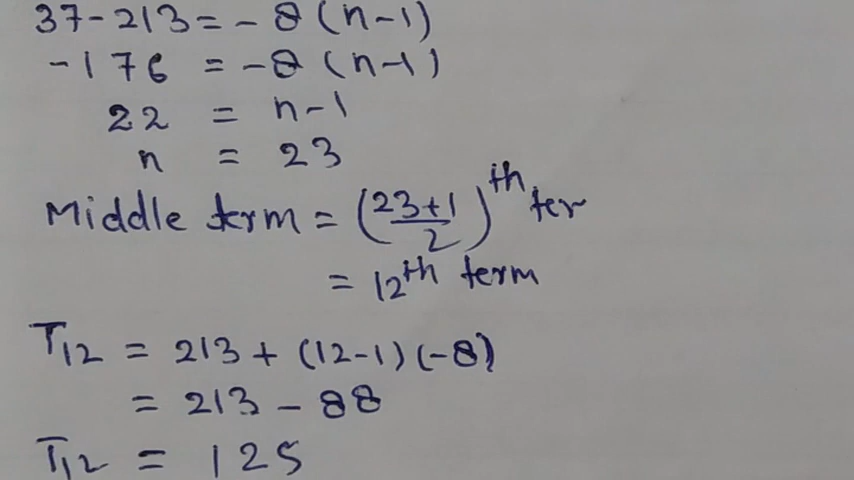 37-213 = - 8 (n-1)
-176 = -8 (n-1)
22 = n-1
n = 23
Middle term = (23+1/2)th ter
= 12th term
T12 = 213 + (12-1) (-8)
= 213 - 88
T12 = 125